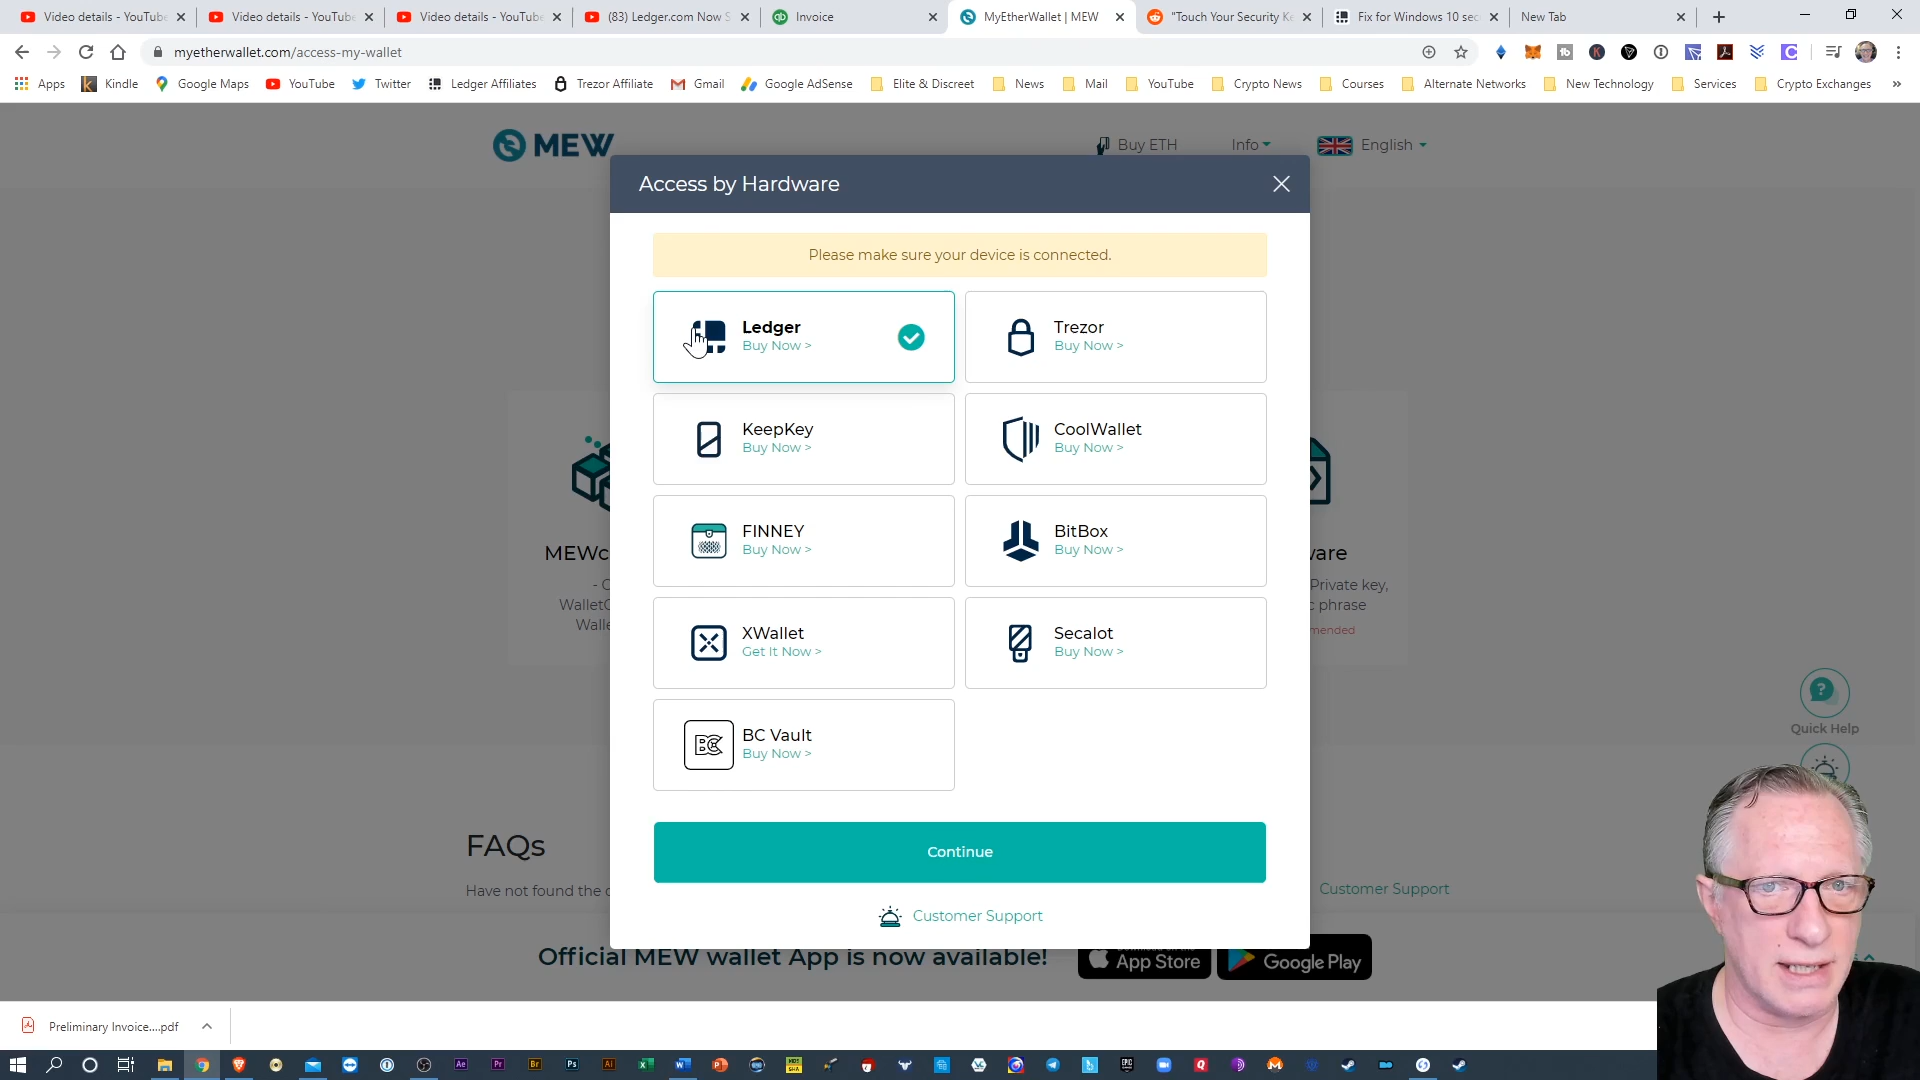 Video details - YouTube
Video details - YouTube
Video details - YouTube
(83) Ledger.com Now S
Invoice
MyEtherWallet | MEW
"Touch Your Security Ke
Fix for Windows 10 sec
New Tab
myetherwallet.com/access-my-wallet
Apps
Kindle
Google Maps
YouTube
Twitter
Ledger Affiliates
Trezor Affiliate
Gmail
Google AdSense
Elite & Discreet
News
Mail
YouTube
Crypto News
Courses
Alternate Networks
New Technology
Services
Crypto Exchanges
»
MEW
Buy ETH
Info
English
Access by Hardware
Please make sure your device is connected.
Ledger
Buy Now >
Trezor
Buy Now >
KeepKey
Buy Now >
CoolWallet
Buy Now >
FINNEY
Buy Now >
BitBox
Buy Now >
XWallet
Get It Now >
Secalot
Buy Now >
BC Vault
Buy Now >
Continue
Customer Support
MEWc
- C
WalletC
Walle
ware
Private key,
c phrase
mended
Quick Help
FAQs
Have not found the c
Customer Support
Official MEW wallet App is now available!
App Store
Google Play
Preliminary Invoice....pdf